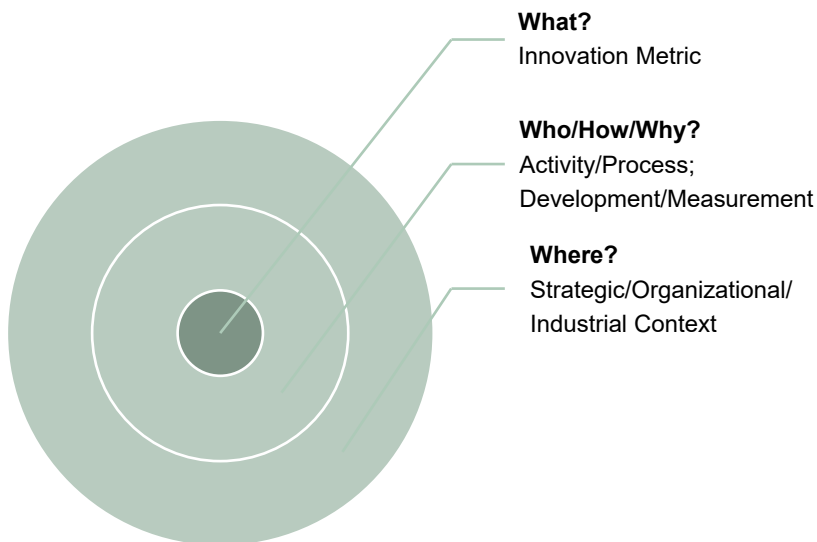 What?
Innovation Metric
Who/How/Why?
Activity/Process;
Development/Measurement
Where?
Strategic/Organizational/
Industrial Context